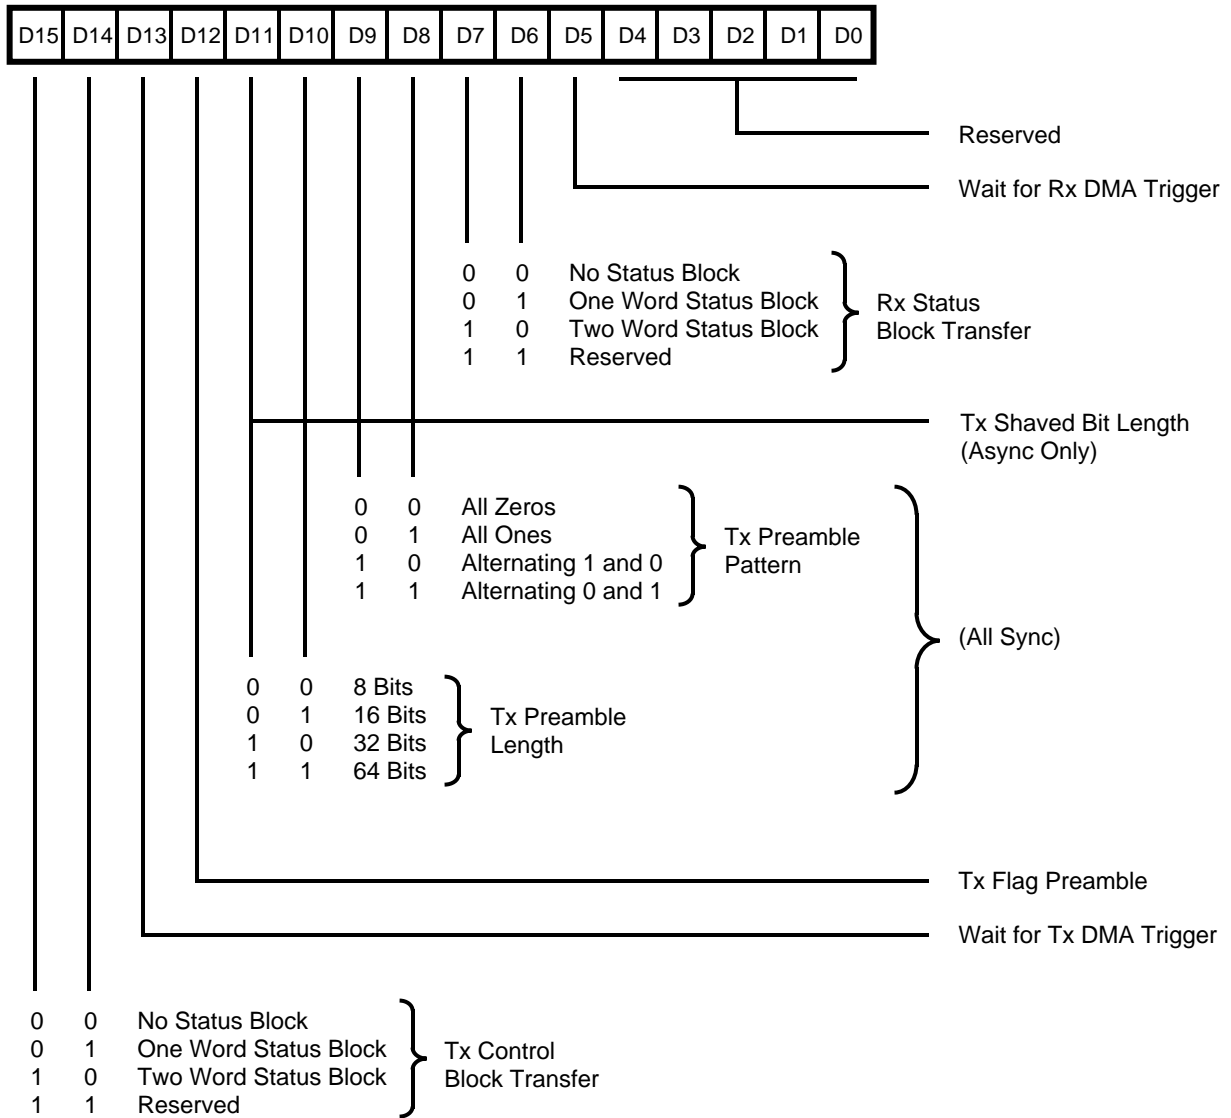 D15 D14 D13 D12 D11 D10 D9 D8 D7 D6 D5 D4 D3 D2 D1 D0
Reserved
Wait for Rx DMA Trigger
0 0 No Status Block
0 1 One Word Status Block
1 0 Two Word Status Block
1 1 Reserved
Rx Status
Block Transfer
Tx Shaved Bit Length
(Async Only)
0 0 All Zeros
0 1 All Ones
1 0 Alternating 1 and 0
1 1 Alternating 0 and 1
Tx Preamble
Pattern
(All Sync)
0 0 8 Bits
0 1 16 Bits
1 0 32 Bits
1 1 64 Bits
Tx Preamble
Length
Tx Flag Preamble
Wait for Tx DMA Trigger
0 0 No Status Block
0 1 One Word Status Block
1 0 Two Word Status Block
1 1 Reserved
Tx Control
Block Transfer